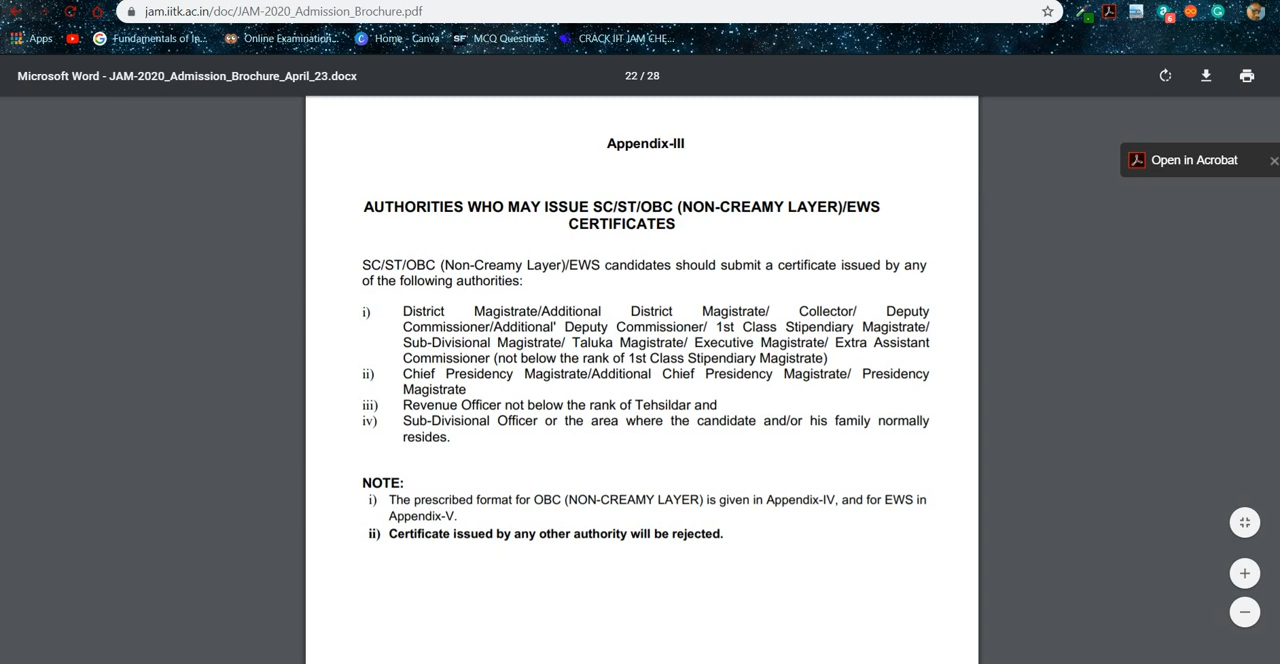 jam.iitk.ac.in/doc/JAM-2020_Admission_Brochure.pdf
6
Apps Fundamentals of In... Online Examination... Home - Canva SF MCQ Questions CRACK IIT JAM CHE...
Microsoft Word - JAM-2020_Admission_Brochure_April_23.docx 22 / 28
Appendix-III
Open in Acrobat
AUTHORITIES WHO MAY ISSUE SC/ST/OBC (NON-CREAMY LAYER)/EWS
CERTIFICATES
SC/ST/OBC (Non-Creamy Layer)/EWS candidates should submit a certificate issued by any
of the following authorities:
i) District Magistrate/Additional District Magistrate/ Collector/ Deputy
Commissioner/Additional' Deputy Commissioner/ 1st Class Stipendiary Magistrate/
Sub-Divisional Magistrate/ Taluka Magistrate/ Executive Magistrate/ Extra Assistant
Commissioner (not below the rank of 1st Class Stipendiary Magistrate)
ii) Chief Presidency Magistrate/Additional Chief Presidency Magistrate/ Presidency
Magistrate
iii) Revenue Officer not below the rank of Tehsildar and
iv) Sub-Divisional Officer or the area where the candidate and/or his family normally
resides.
NOTE:
i) The prescribed format for OBC (NON-CREAMY LAYER) is given in Appendix-IV, and for EWS in
Appendix-V.
ii) Certificate issued by any other authority will be rejected.